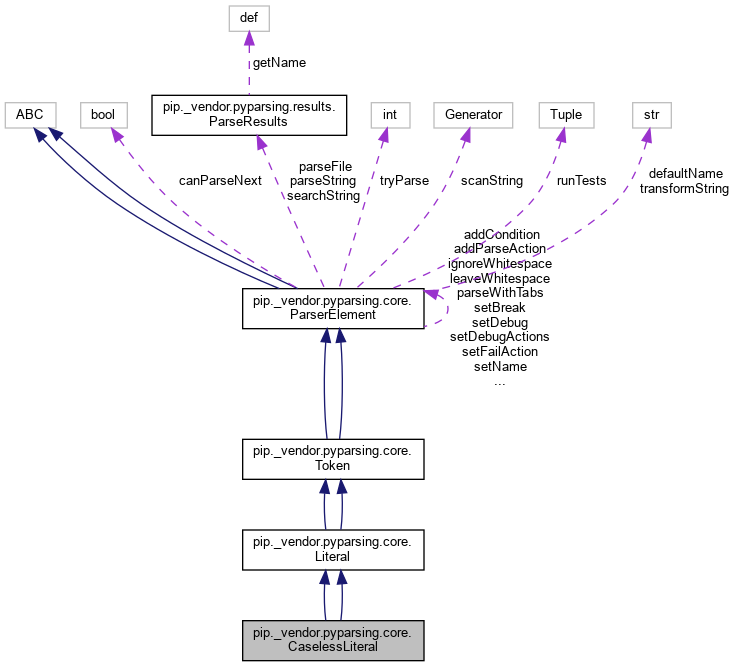 def
getName
ABC
bool
pip._vendor.pyparsing.results.
ParseResults
int
Generator
Tuple
str
canParseNext
parseFile
parseString
searchString
tryParse
scanString
runTests
defaultName
transformString
addCondition
addParseAction
ignoreWhitespace
leaveWhitespace
parseWithTabs
setBreak
setDebug
setDebugActions
setFailAction
setName
...
pip._vendor.pyparsing.core.
ParserElement
pip._vendor.pyparsing.core.
Token
pip._vendor.pyparsing.core.
Literal
pip._vendor.pyparsing.core.
CaselessLiteral